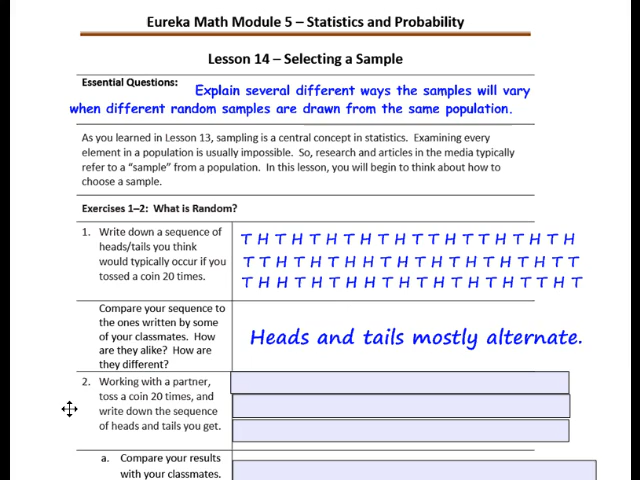 Eureka Math Module 5 – Statistics and Probability
Lesson 14 – Selecting a Sample
Essential Questions: Explain several different ways the samples will vary
when different random samples are drawn from the same population.
As you learned in Lesson 13, sampling is a central concept in statistics. Examining every
element in a population is usually impossible. So, research and articles in the media typically
refer to a “sample” from a population. In this lesson, you will begin to think about how to
choose a sample.
Exercises 1–2: What is Random?
1. Write down a sequence of
heads/tails you think
would typically occur if you
tossed a coin 20 times.
T H T H T H T H T H T T H T T H T H T H
T T H T H T H H T H T H T H T H T H T T
T H H T H T H H T H T H T H T H T T H T
Compare your sequence to
the ones written by some
of your classmates. How
are they alike? How are
they different?
Heads and tails mostly alternate.
2. Working with a partner,
toss a coin 20 times, and
write down the sequence
of heads and tails you get.
a. Compare your results
with your classmates.